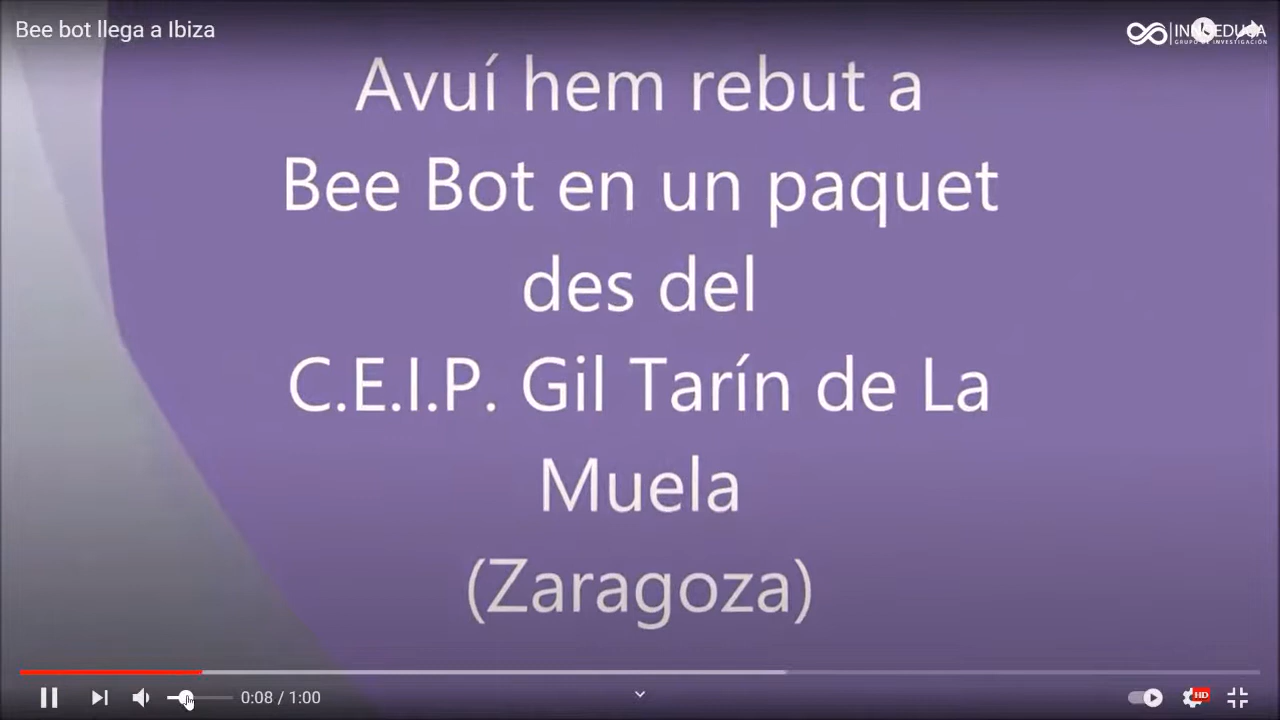 Bee bot llega a Ibiza
Avuí hem rebut a
Bee Bot en un paquet
des del
C.E.I.P. Gil Tarín de La
Muela
(Zaragoza)
0:08 / 1:00
HD